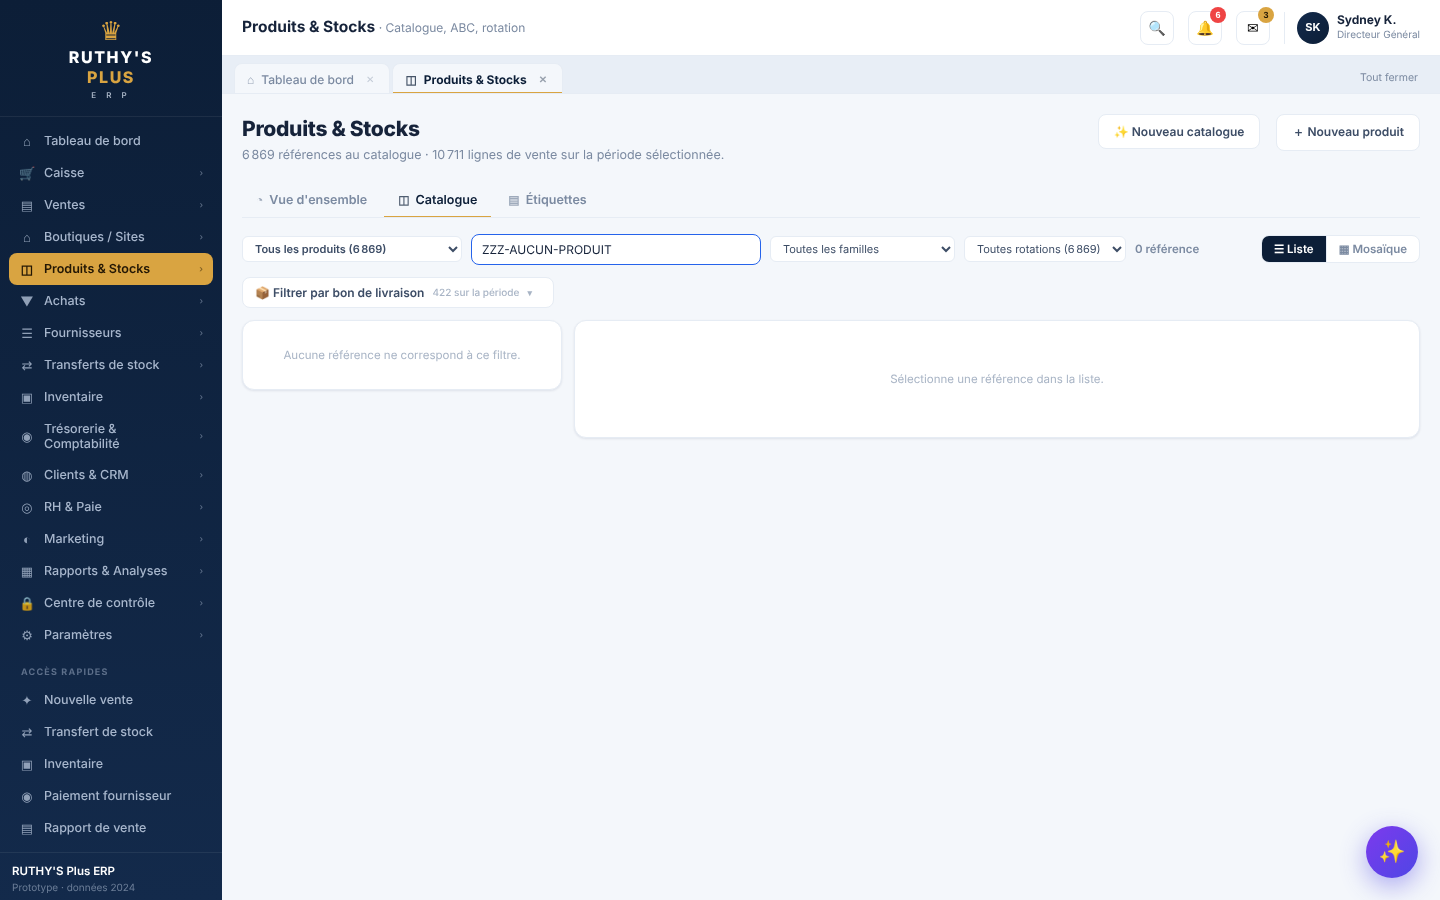 RUTHY'S
PLUS
E R P
Tableau de bord
Caisse
Ventes
Boutiques / Sites
Produits & Stocks
Achats
Fournisseurs
Transferts de stock
Inventaire
Trésorerie &
Comptabilité
Clients & CRM
RH & Paie
Marketing
Rapports & Analyses
Centre de contrôle
Paramètres
ACCÈS RAPIDES
Nouvelle vente
Transfert de stock
Inventaire
Paiement fournisseur
Rapport de vente
RUTHY'S Plus ERP
Prototype · données 2024
Produits & Stocks · Catalogue, ABC, rotation
6
3
SK
Sydney K.
Directeur Général
Tableau de bord ×
Produits & Stocks ×
Tout fermer
Produits & Stocks
6 869 références au catalogue · 10 711 lignes de vente sur la période sélectionnée.
✨ Nouveau catalogue
+ Nouveau produit
Vue d'ensemble
Catalogue
Étiquettes
Tous les produits (6 869)
ZZZ-AUCUN-PRODUIT
Toutes les familles
Toutes rotations (6 869)
0 référence
☰ Liste
▦ Mosaïque
📦 Filtrer par bon de livraison 422 sur la période ▾
Aucune référence ne correspond à ce filtre.
Sélectionne une référence dans la liste.